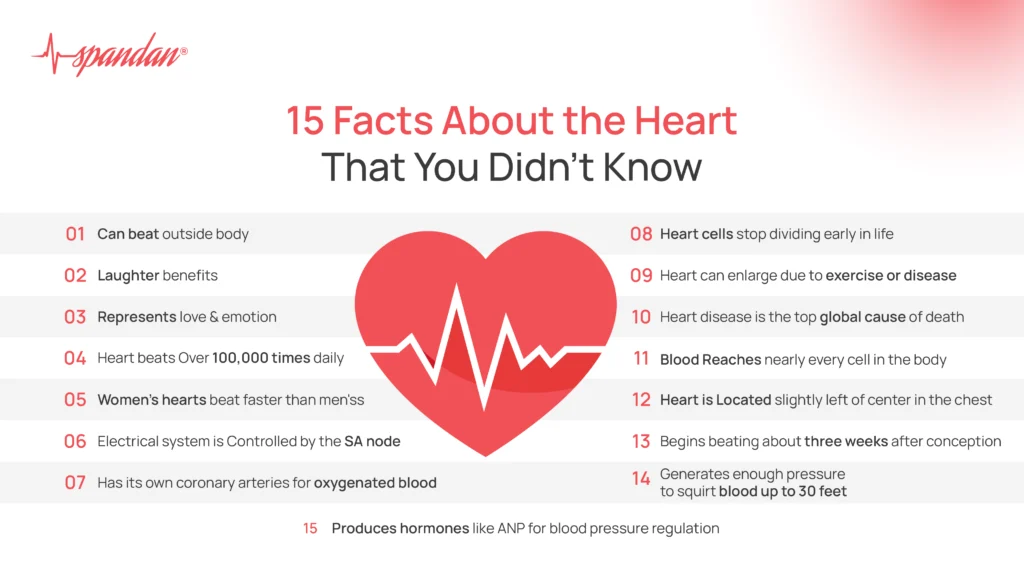 spandan®
15 Facts About the Heart
That You Didn't Know
01 Can beat outside body
02 Laughter benefits
03 Represents love & emotion
04 Heart beats Over 100,000 times daily
05 Women's hearts beat faster than men'ss
06 Electrical system is Controlled by the SA node
07 Has its own coronary arteries for oxygenated blood
08 Heart cells stop dividing early in life
09 Heart can enlarge due to exercise or disease
10 Heart disease is the top global cause of death
11 Blood Reaches nearly every cell in the body
12 Heart is Located slightly left of center in the chest
13 Begins beating about three weeks after conception
14 Generates enough pressure
to squirt blood up to 30 feet
15 Produces hormones like ANP for blood pressure regulation